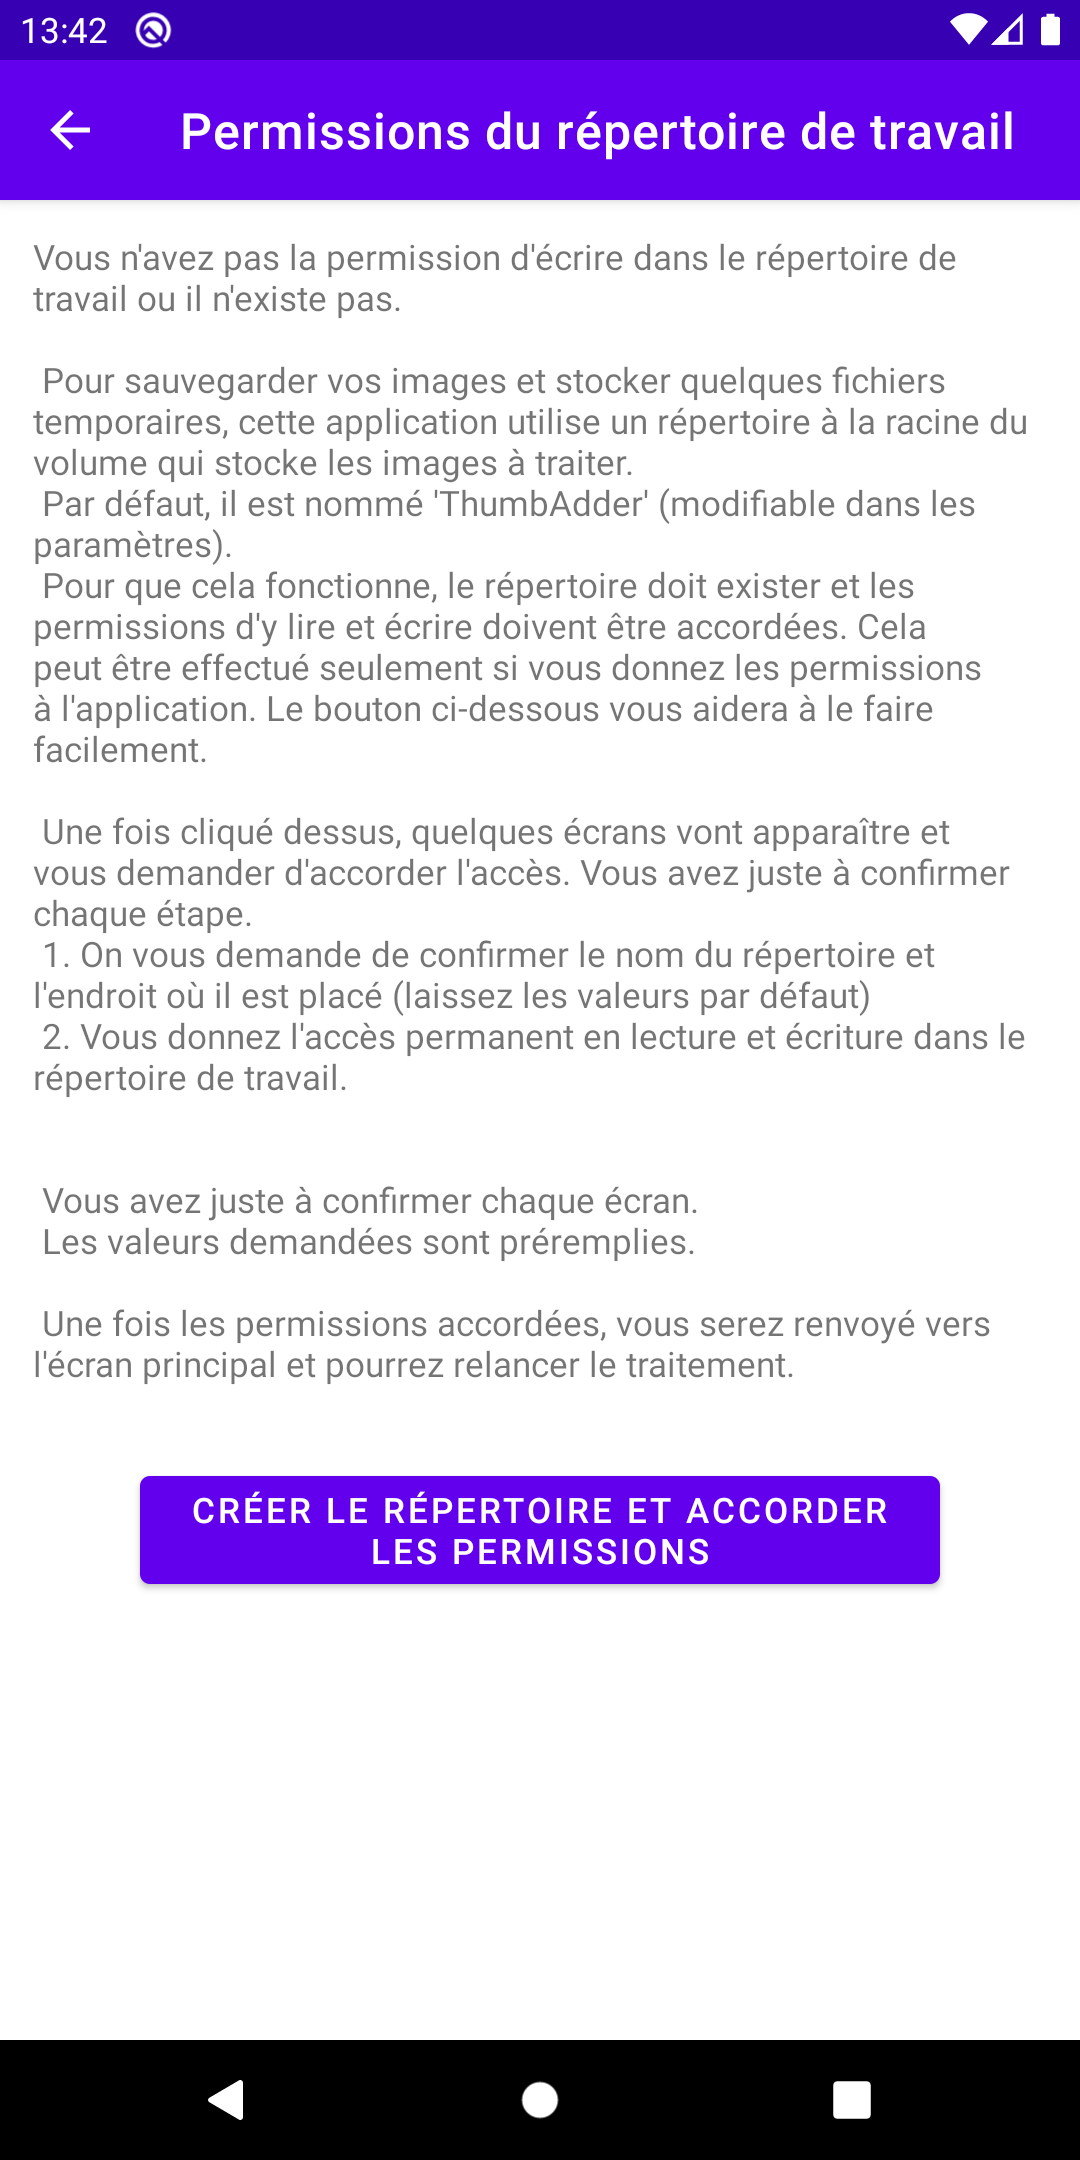 13:42
Permissions du répertoire de travail
Vous n'avez pas la permission d'écrire dans le répertoire de
travail ou il n'existe pas.
Pour sauvegarder vos images et stocker quelques fichiers
temporaires, cette application utilise un répertoire à la racine du
volume qui stocke les images à traiter.
Par défaut, il est nommé 'ThumbAdder' (modifiable dans les
paramètres).
Pour que cela fonctionne, le répertoire doit exister et les
permissions d'y lire et écrire doivent être accordées. Cela
peut être effectué seulement si vous donnez les permissions
à l'application. Le bouton ci-dessous vous aidera à le faire
facilement.
Une fois cliqué dessus, quelques écrans vont apparaître et
vous demander d'accorder l'accès. Vous avez juste à confirmer
chaque étape.
1. On vous demande de confirmer le nom du répertoire et
l'endroit où il est placé (laissez les valeurs par défaut)
2. Vous donnez l'accès permanent en lecture et écriture dans le
répertoire de travail.
Vous avez juste à confirmer chaque écran.
Les valeurs demandées sont préremplies.
Une fois les permissions accordées, vous serez renvoyé vers
l'écran principal et pourrez relancer le traitement.
CRÉER LE RÉPERTOIRE ET ACCORDER
LES PERMISSIONS